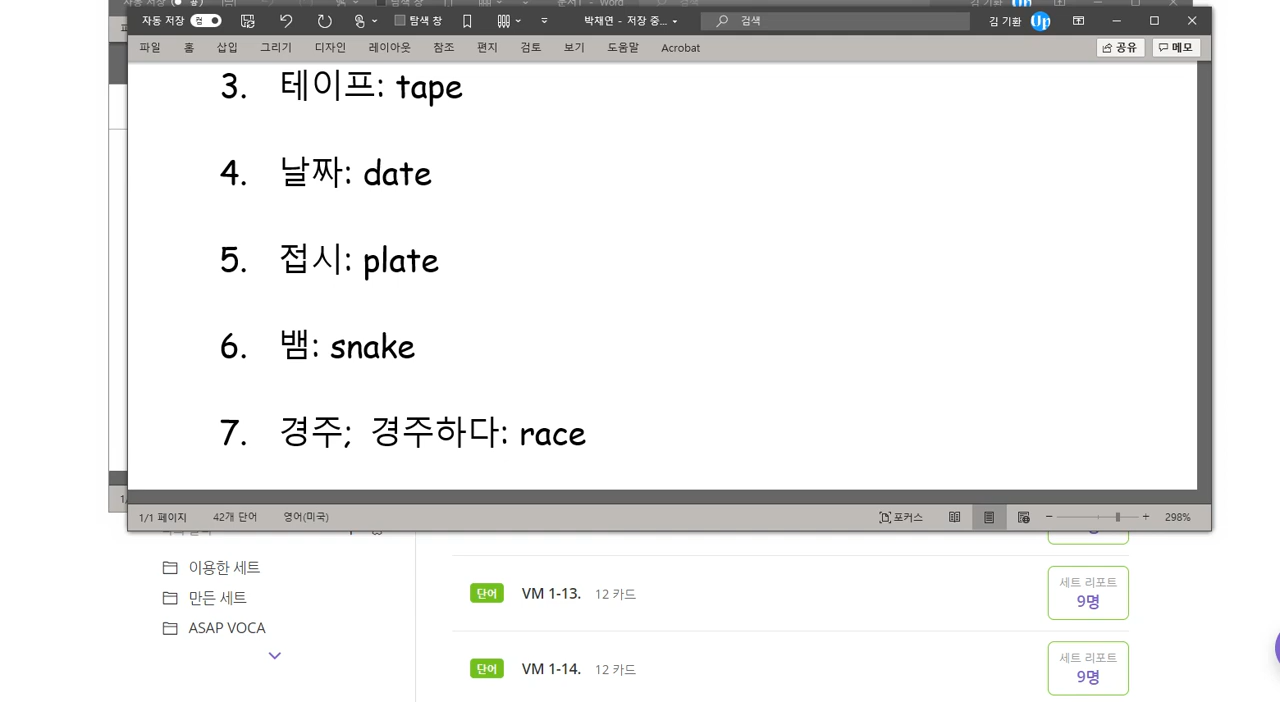 자동 저장 켬 탐색 창 박재연 - 저장 중... 검색 김 기환 Up
파일 홈 삽입 그리기 디자인 레이아웃 참조 편지 검토 보기 도움말 Acrobat 공유 메모
3. 테이프: tape
4. 날짜: date
5. 접시: plate
6. 뱀: snake
7. 경주; 경주하다: race
1/1 페이지 42개 단어 영어(미국) 포커스 298%
이용한 세트
만든 세트
ASAP VOCA
단어 VM 1-13. 12 카드 세트 리포트
9명
단어 VM 1-14. 12 카드 세트 리포트
9명